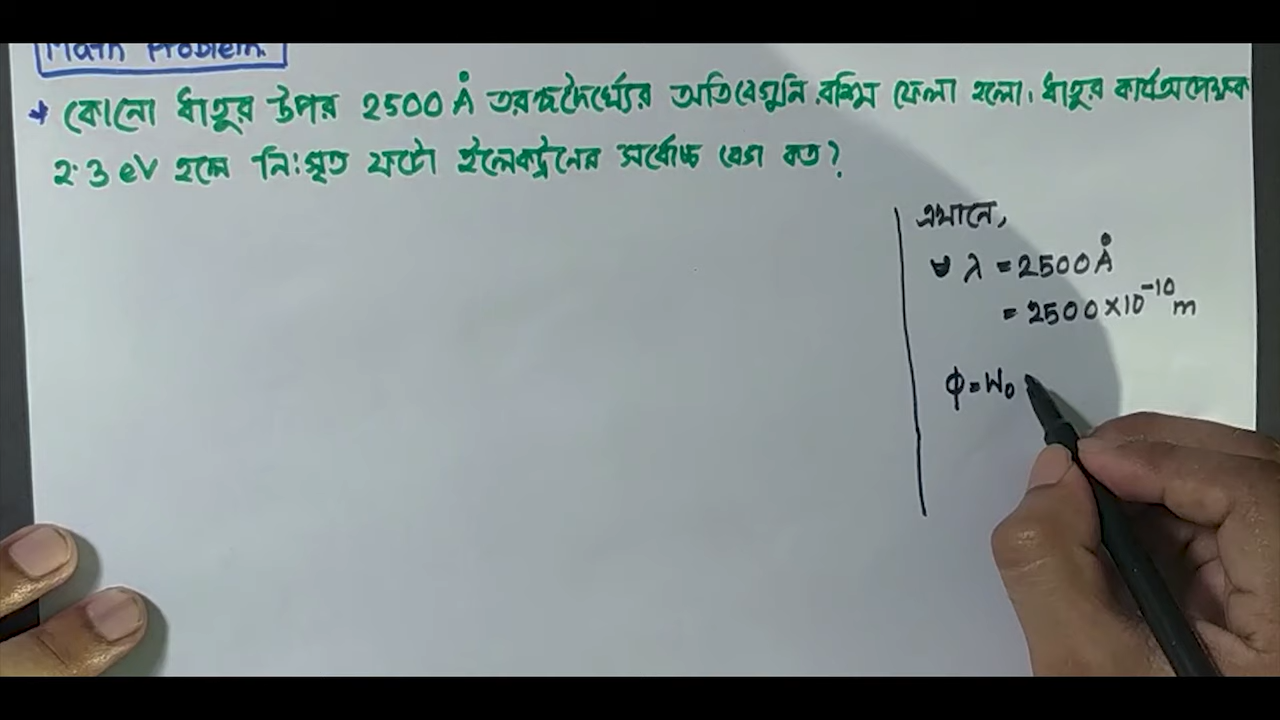 Math Problem
* কোনো ধাতুর উপর 2500 Å তরঙ্গদৈর্ঘ্যের অতিবেগুনি রশ্মি ফেলা হলো। ধাতুর কার্যঅপেক্ষক
2.3 eV হলে নিঃসৃত ফটো ইলেকট্রনের সর্বোচ্চ বেগ কত?
এখানে,
λ = 2500 Å
= 2500×10⁻¹⁰ m
ϕ = W₀